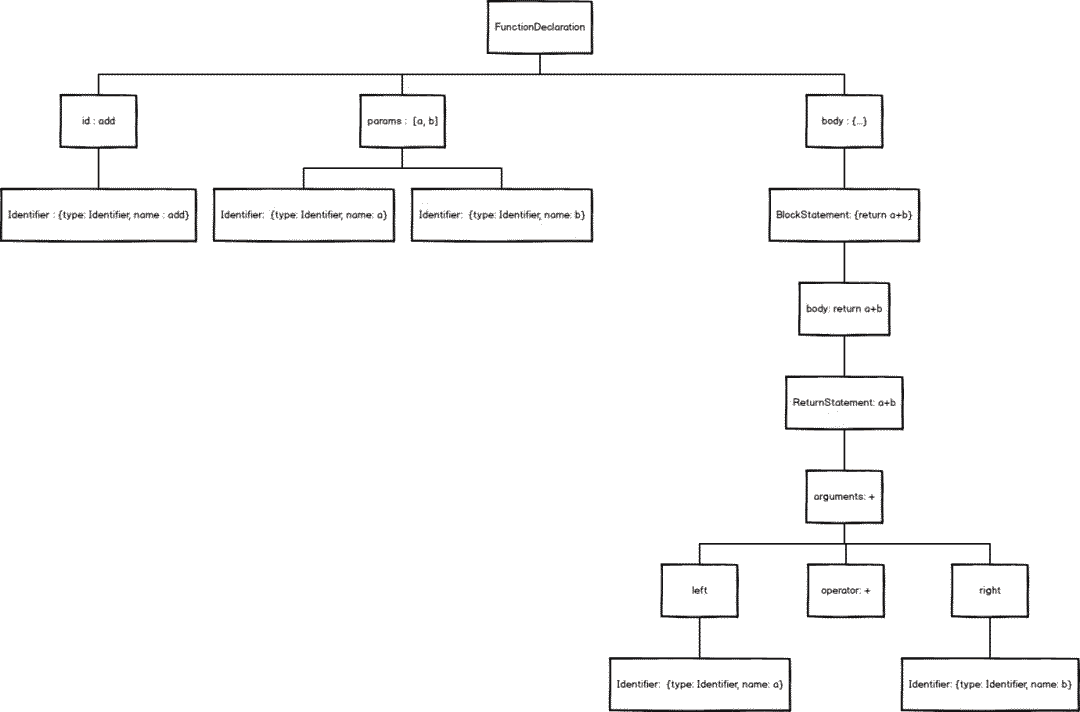 FunctionDeclaration
id : add
params : [a, b]
body : {...}
Identifier : {type: Identifier, name : add}
Identifier: {type: Identifier, name: a}
Identifier: {type: Identifier, name: b}
BlockStatement: {return a+b}
body: return a+b
ReturnStatement: a+b
arguments: +
left
operator: +
right
Identifier: {type: Identifier, name: a}
Identifier: {type: Identifier, name: b}